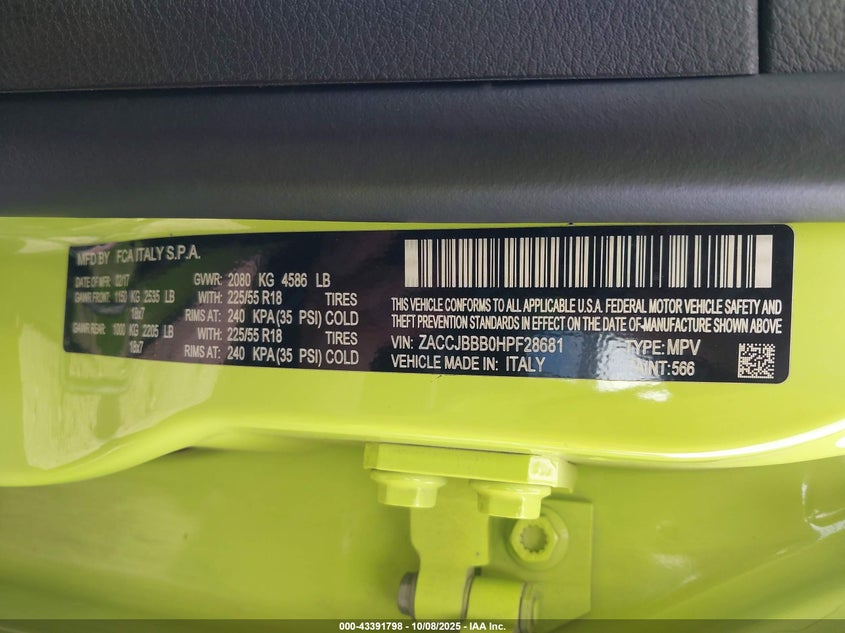 MFD BY FCA ITALY S.P.A.
DATE OF MFR 02/17 GVWR: 2080 KG 4586 LB
GAWR FRONT: 1150 KG 2535 LB WITH: 225/55 R18 TIRES
18x7 RIMS AT: 240 KPA(35 PSI) COLD
GAWR REAR: 1000 KG 2205 LB WITH: 225/55 R18 TIRES
18x7 RIMS AT: 240 KPA(35 PSI) COLD
THIS VEHICLE CONFORMS TO ALL APPLICABLE U.S.A. FEDERAL MOTOR VEHICLE SAFETY AND
THEFT PREVENTION STANDARDS IN EFFECT ON THE DATE-OF-MANUFACTURE SHOWN ABOVE
VIN: ZACCJBBB0HPF28681 TYPE: MPV
VEHICLE MADE IN: ITALY PAINT: 566
000-43391798 - 10/08/2025 - IAA Inc.